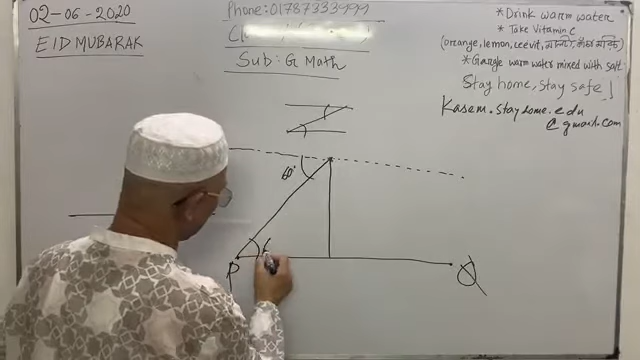 02-06-2020
EID MUBARAK
Phone: 01787333999
Sub: G Math
* Drink warm water
* Take Vitamin C
(orrange, lemon, ceevit,
* Gargle warm water mixed with salt.
Stay home, Stay safe
Kasem.stayhome.edu
@gmail.com
60°
P
Q